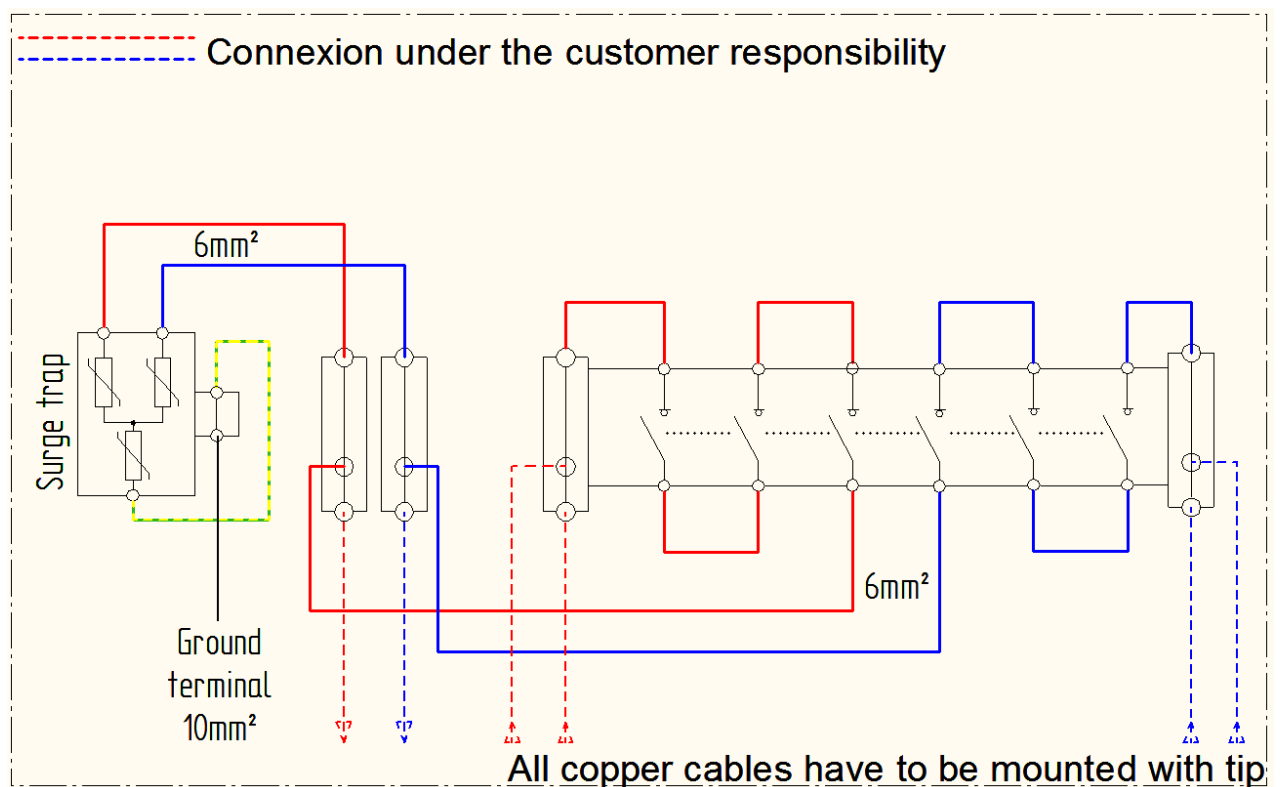 Connexion under the customer responsibility
6mm²
Surge trap
6mm²
Ground
terminal
10mm²
All copper cables have to be mounted with tip